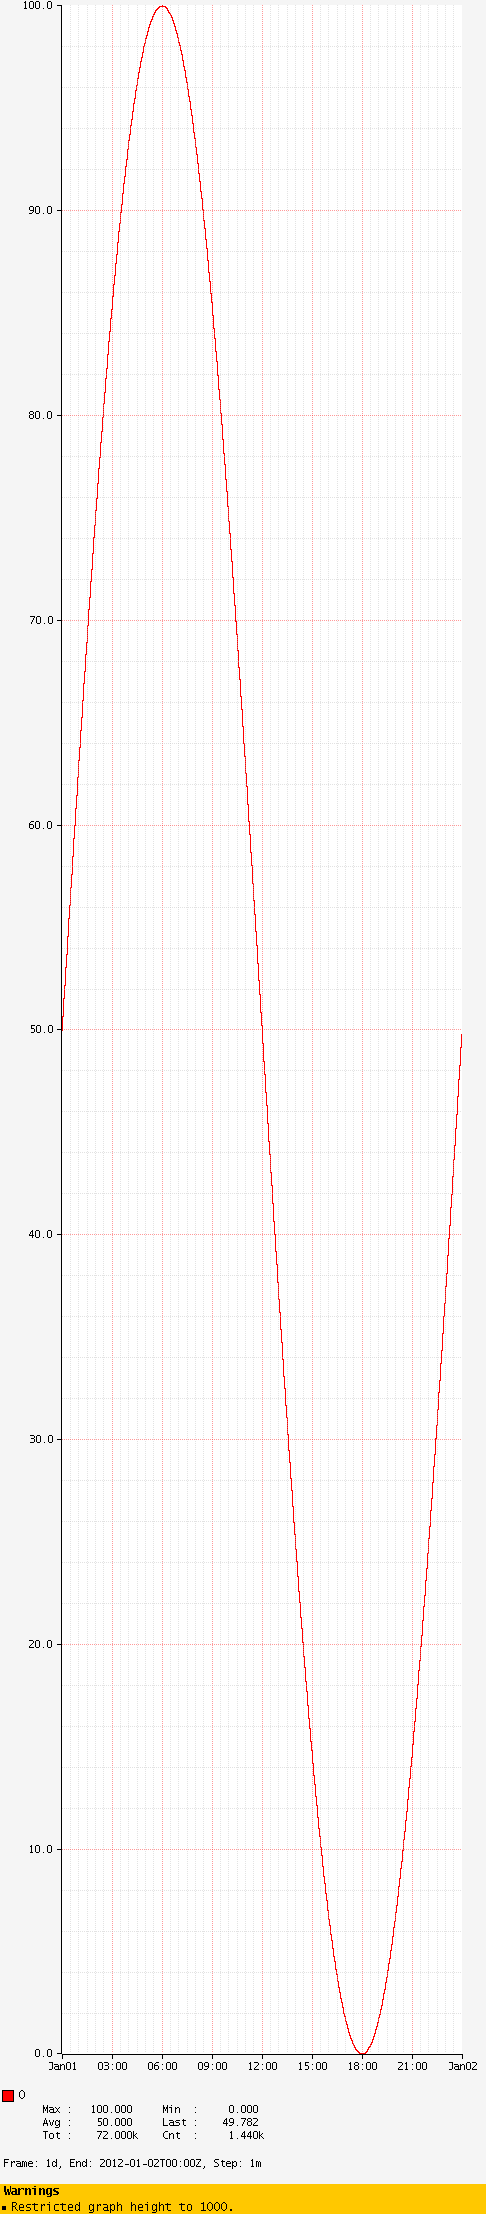 100.0
90.0
80.0
70.0
60.0
50.0
40.0
30.0
20.0
10.0
0.0
Jan01 03:00 06:00 09:00 12:00 15:00 18:00 21:00 Jan02
0
Max : 100.000 Min : 0.000
Avg : 50.000 Last : 49.782
Tot : 72.000k Cnt : 1.440k
Frame: 1d, End: 2012-01-02T00:00Z, Step: 1m
Warnings
▪ Restricted graph height to 1000.